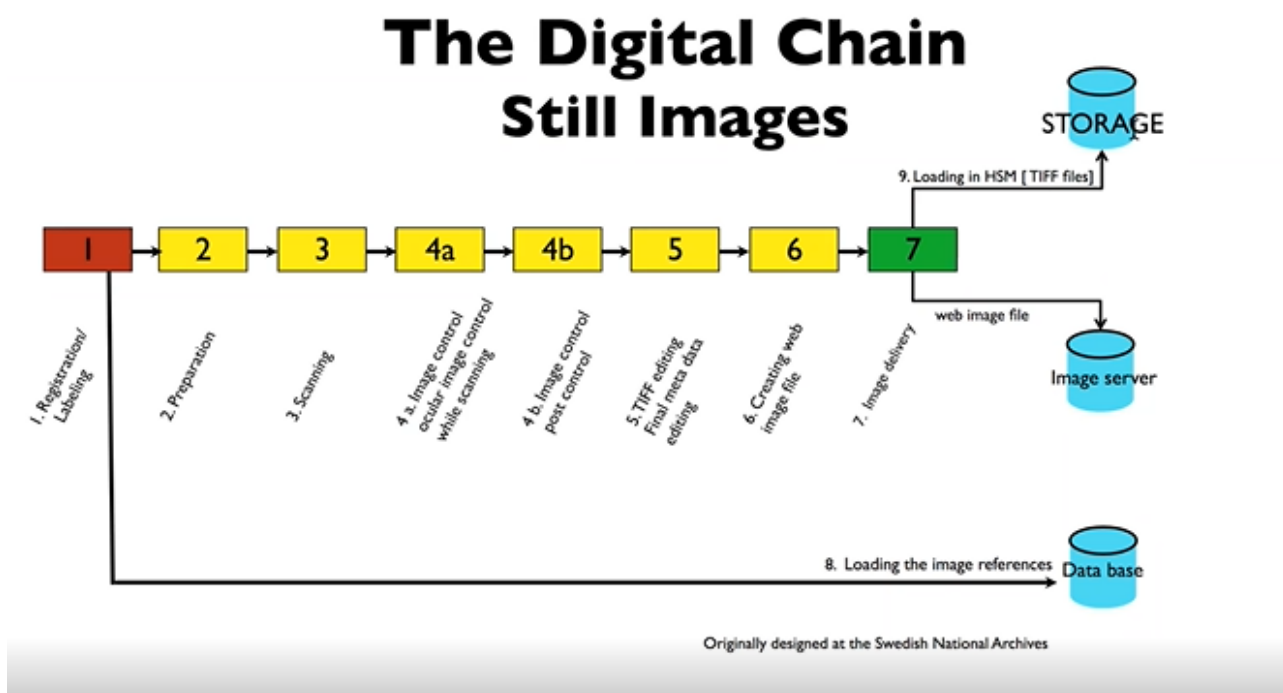 The Digital Chain
Still Images
STORAGE
9. Loading in HSM [ TIFF files]
1
2
3
4a
4b
5
6
7
web image file
Image server
1. Registration/
Labeling
2. Preparation
3. Scanning
4 a. Image control
ocular image control
while scanning
4 b. Image control
post control
5. TIFF editing
Final meta data
editing
6. Creating web
image file
7. Image delivery
8. Loading the image references
Data base
Originally designed at the Swedish National Archives